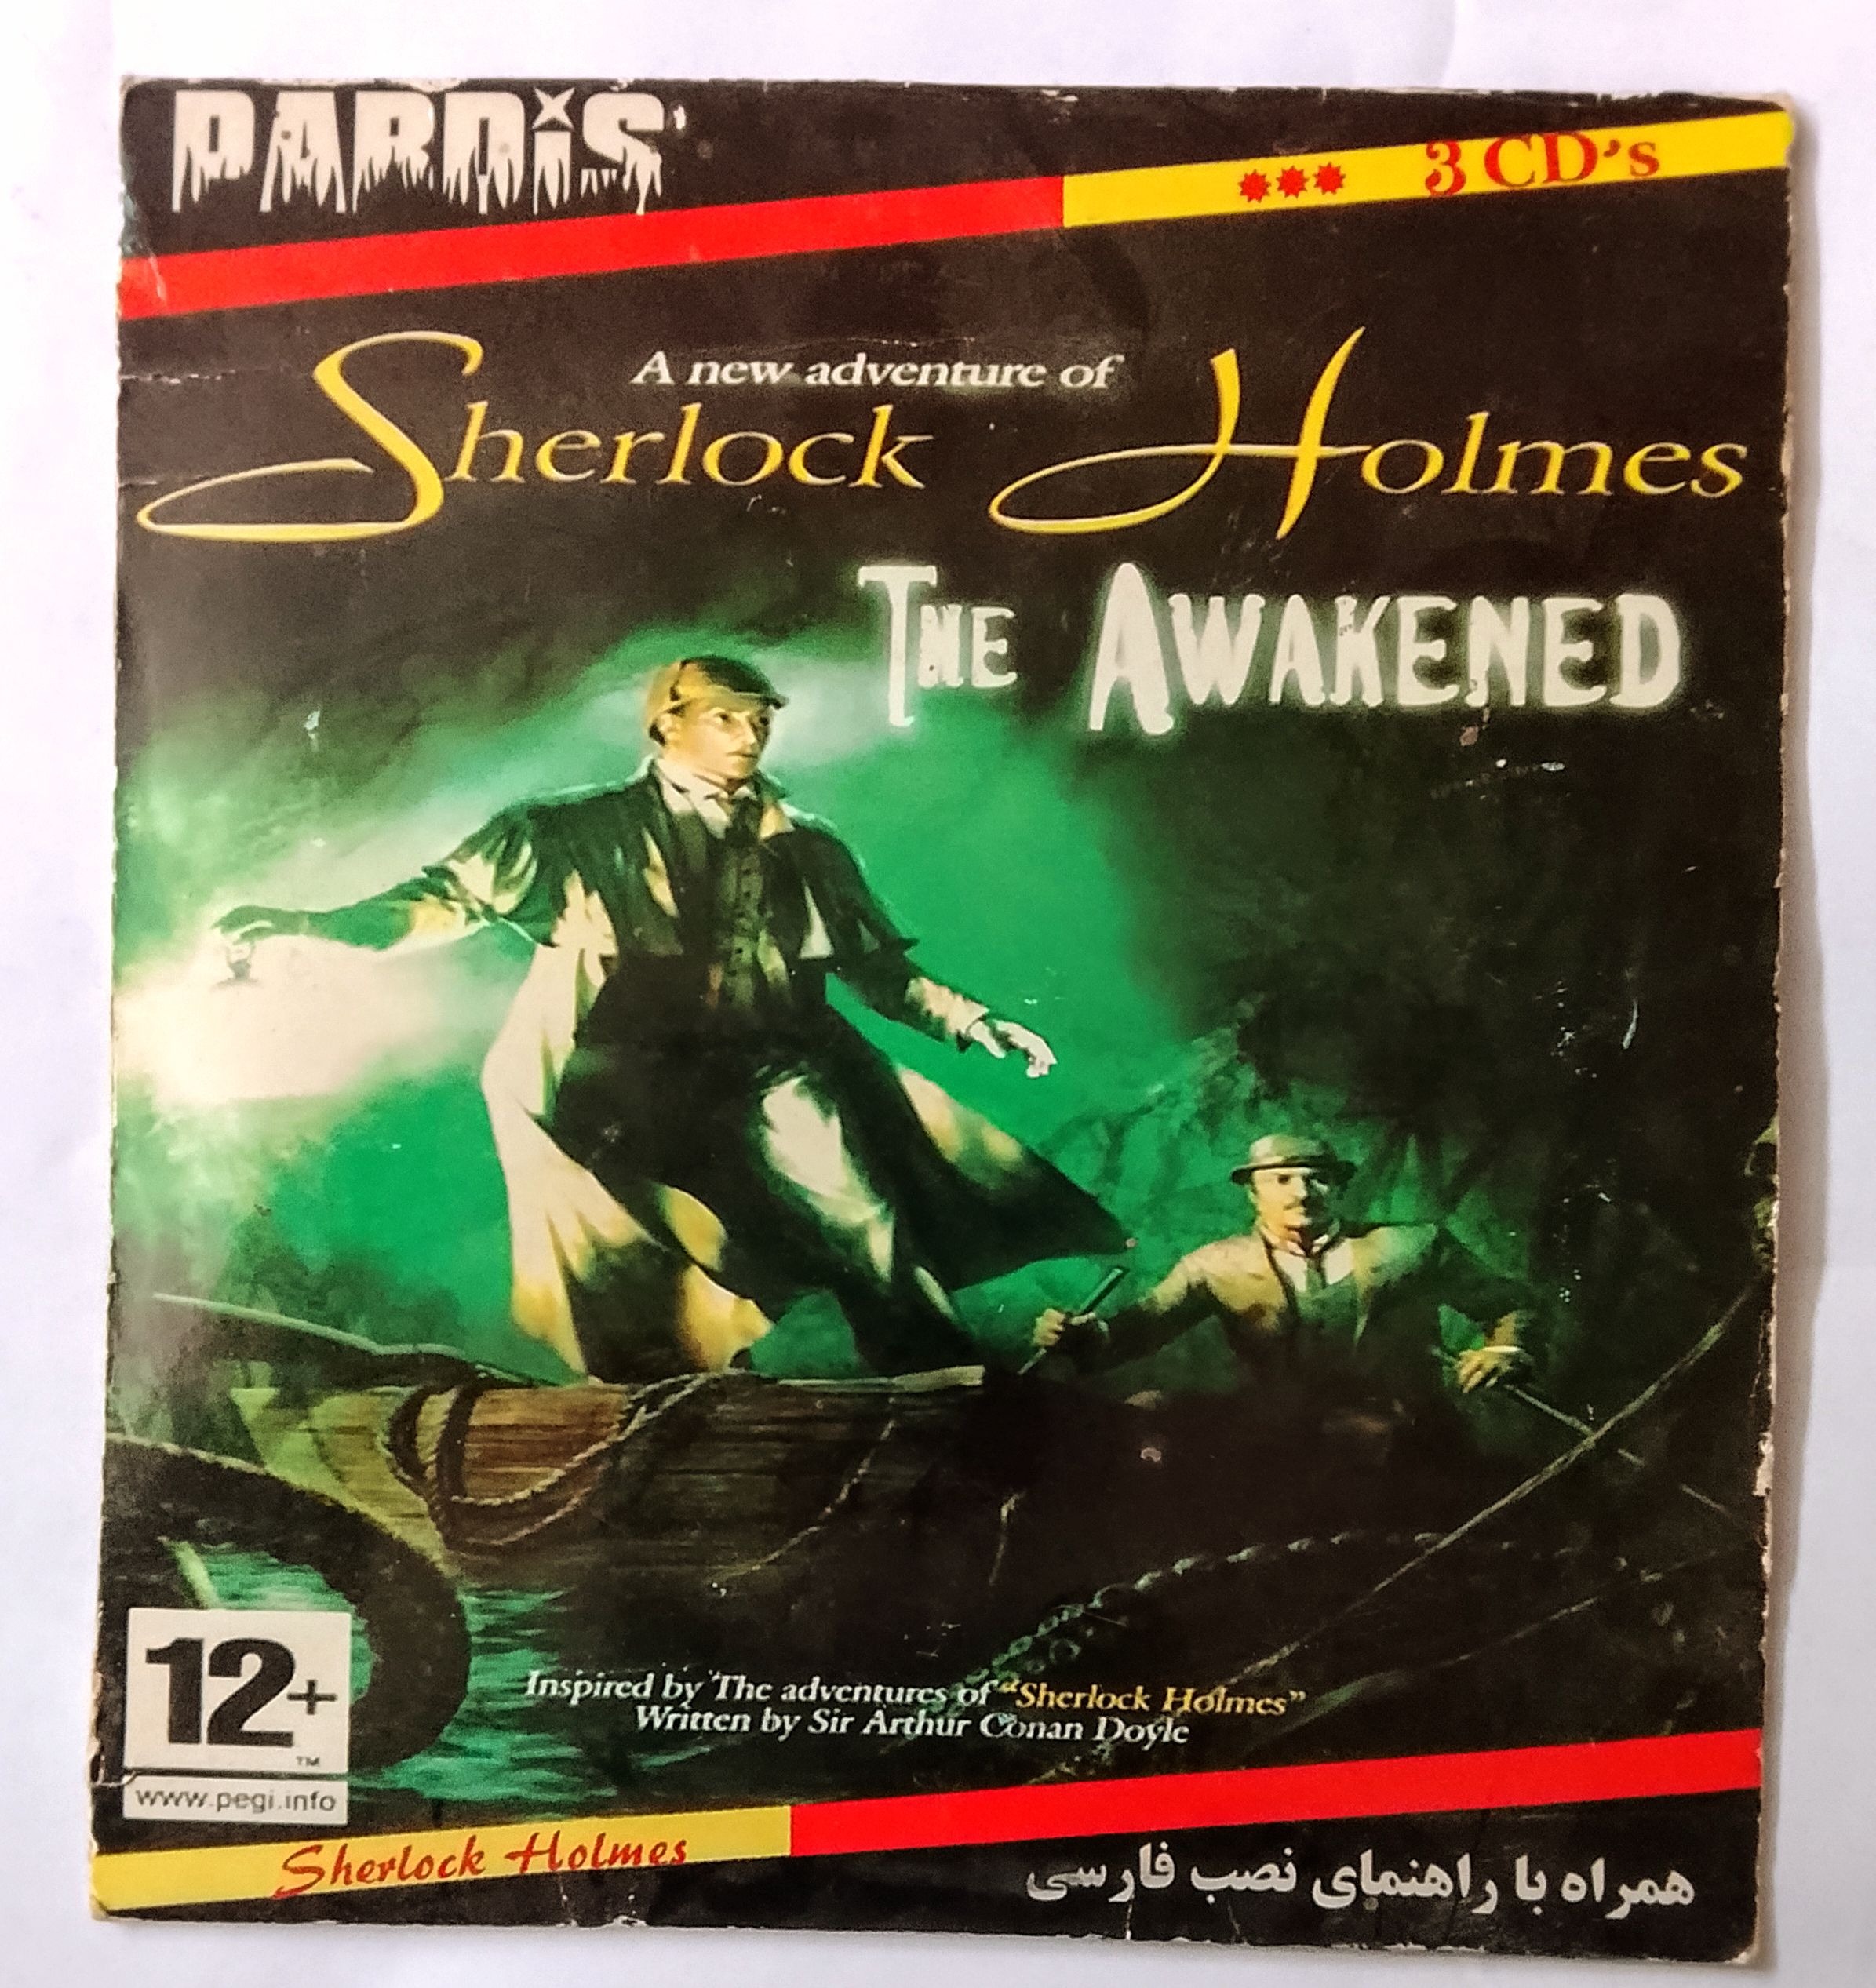 PARDiS
*** 3 CD's
A new adventure of
Sherlock Holmes
THE AWAKENED
Inspired by The adventures of "Sherlock Holmes"
Written by Sir Arthur Conan Doyle
12+
TM
www.pegi.info
Sherlock Holmes
همراه با راهنمای نصب فارسی